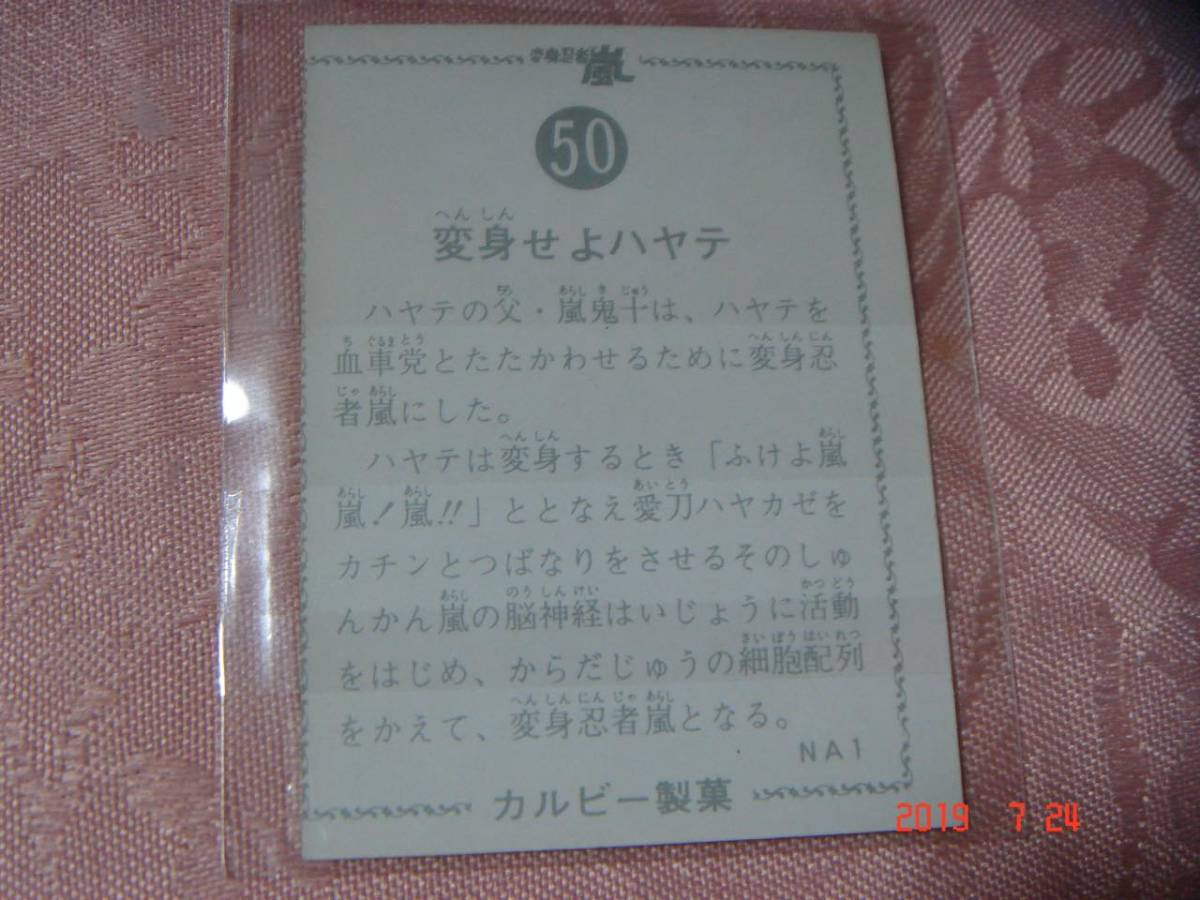 変身忍者嵐
50
変身せよハヤテ
ハヤテの父・嵐鬼十は、ハヤテを
血車党とたたかわせるために変身忍
者嵐にした。
ハヤテは変身するとき「ふけよ嵐
嵐!嵐!!」ととなえ愛刀ハヤカゼを
カチンとつばなりをさせるそのしゅ
んかん嵐の脳神経はいじょうに活動
をはじめ、からだじゅうの細胞配列
をかえて、変身忍者嵐となる。
NA1
カルビー製菓
2019 7 24